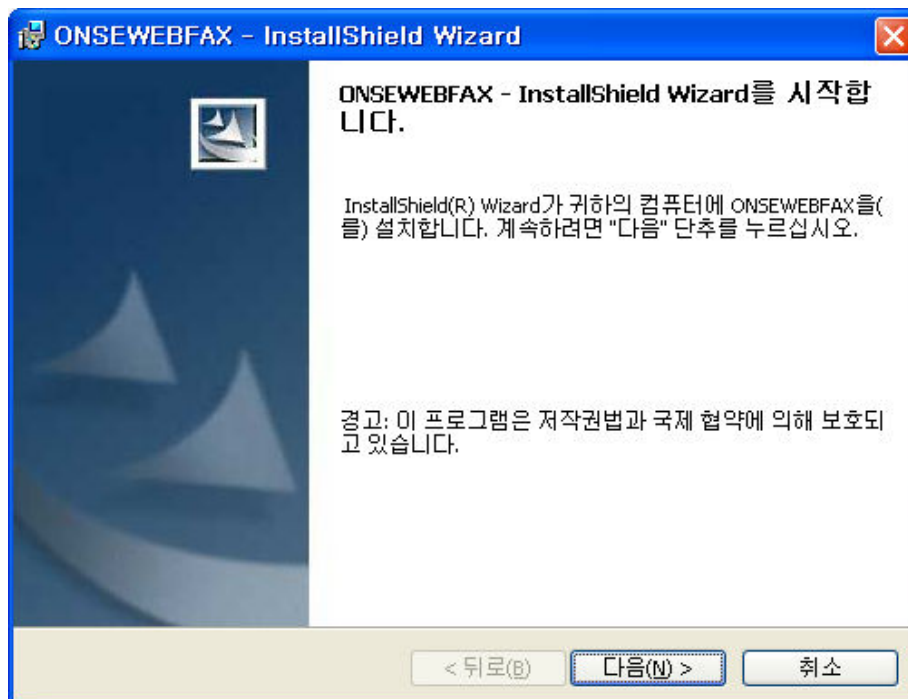 ONSEWEBFAX - InstallShield Wizard
ONSEWEBFAX - InstallShield Wizard를 시작합
니다.
InstallShield(R) Wizard가 귀하의 컴퓨터에 ONSEWEBFAX을(
를) 설치합니다. 계속하려면 "다음" 단추를 누르십시오.
경고: 이 프로그램은 저작권법과 국제 협약에 의해 보호되
고 있습니다.
< 뒤로(B)
다음(N) >
취소